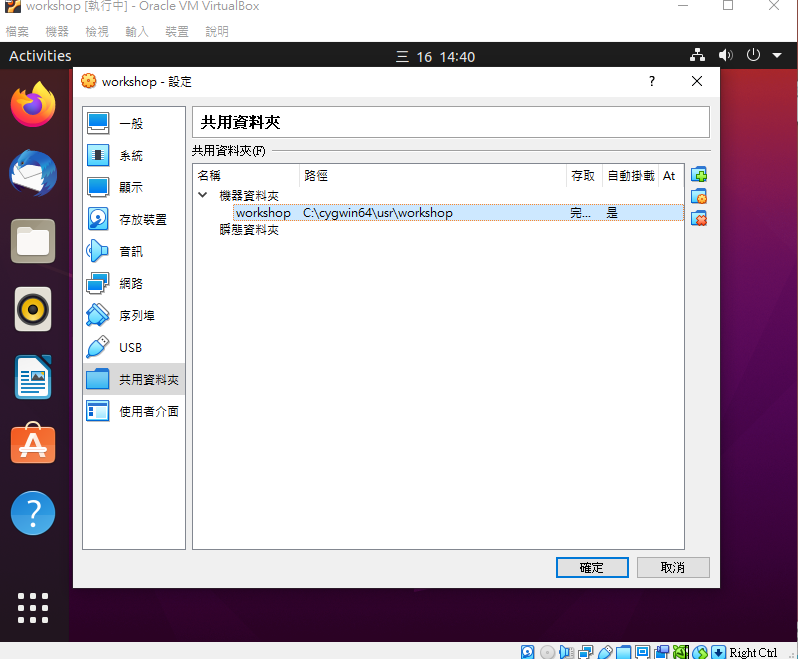 workshop [執行中] - Oracle VM VirtualBox
檔案 機器 檢視 輸入 裝置 說明
Activities 三 16 14:40
workshop - 設定 ?
一般
系統
顯示
存放裝置
音訊
網路
序列埠
USB
共用資料夾
使用者介面
共用資料夾
共用資料夾(F)
名稱 路徑 存取 自動掛載 At
機器資料夾
workshop C:\cygwin64\usr\workshop 完... 是
瞬態資料夾
確定 取消
Right Ctrl